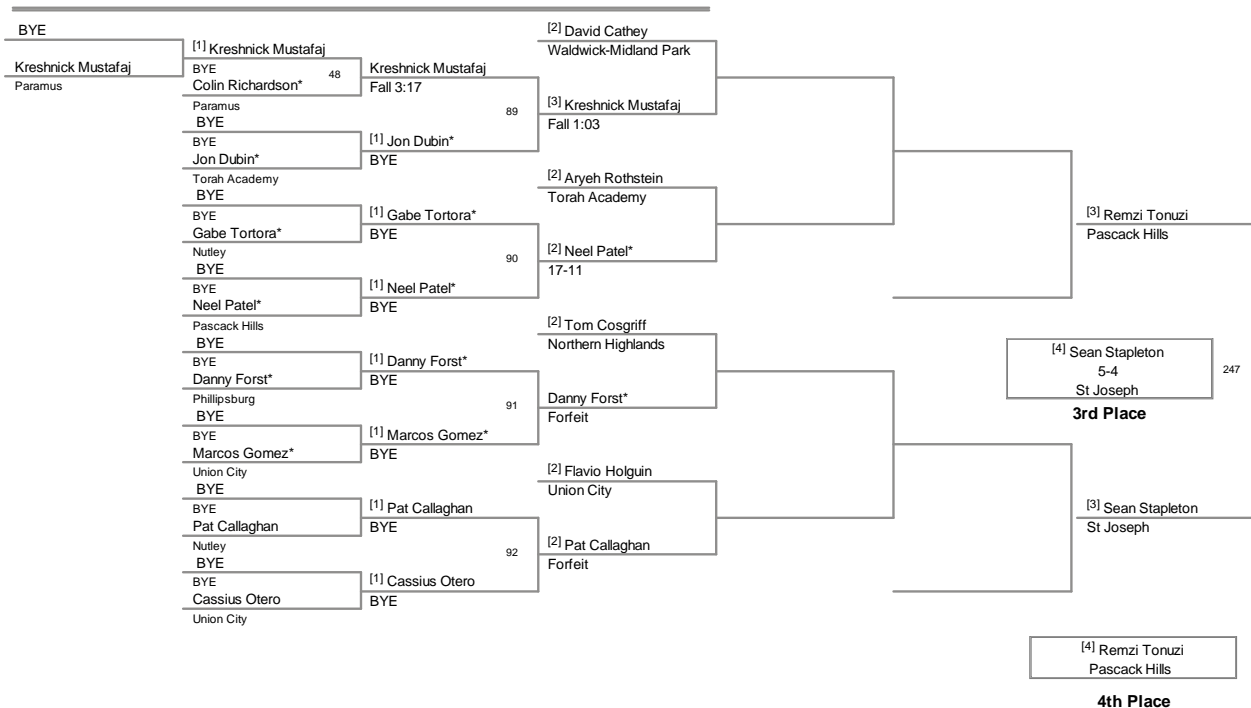 BYE
Kreshnick Mustafaj
Paramus
[1] Kreshnick Mustafaj
BYE
48
Colin Richardson*
Paramus
BYE
BYE
Jon Dubin*
Torah Academy
BYE
BYE
Gabe Tortora*
Nutley
BYE
BYE
Neel Patel*
Pascack Hills
BYE
BYE
Danny Forst*
Phillipsburg
BYE
BYE
Marcos Gomez*
Union City
BYE
BYE
Pat Callaghan
Nutley
BYE
BYE
Cassius Otero
Union City
Kreshnick Mustafaj
Fall 3:17
89
[1] Jon Dubin*
BYE
[1] Gabe Tortora*
BYE
90
[1] Neel Patel*
BYE
[1] Danny Forst*
BYE
91
[1] Marcos Gomez*
BYE
[1] Pat Callaghan
BYE
92
[1] Cassius Otero
BYE
[2] David Cathey
Waldwick-Midland Park
[3] Kreshnick Mustafaj
Fall 1:03
[2] Aryeh Rothstein
Torah Academy
[2] Neel Patel*
17-11
[2] Tom Cosgriff
Northern Highlands
Danny Forst*
Forfeit
[2] Flavio Holguin
Union City
[2] Pat Callaghan
Forfeit
[3] Remzi Tonuzi
Pascack Hills
[4] Sean Stapleton
5-4
St Joseph
247
3rd Place
[3] Sean Stapleton
St Joseph
[4] Remzi Tonuzi
Pascack Hills
4th Place